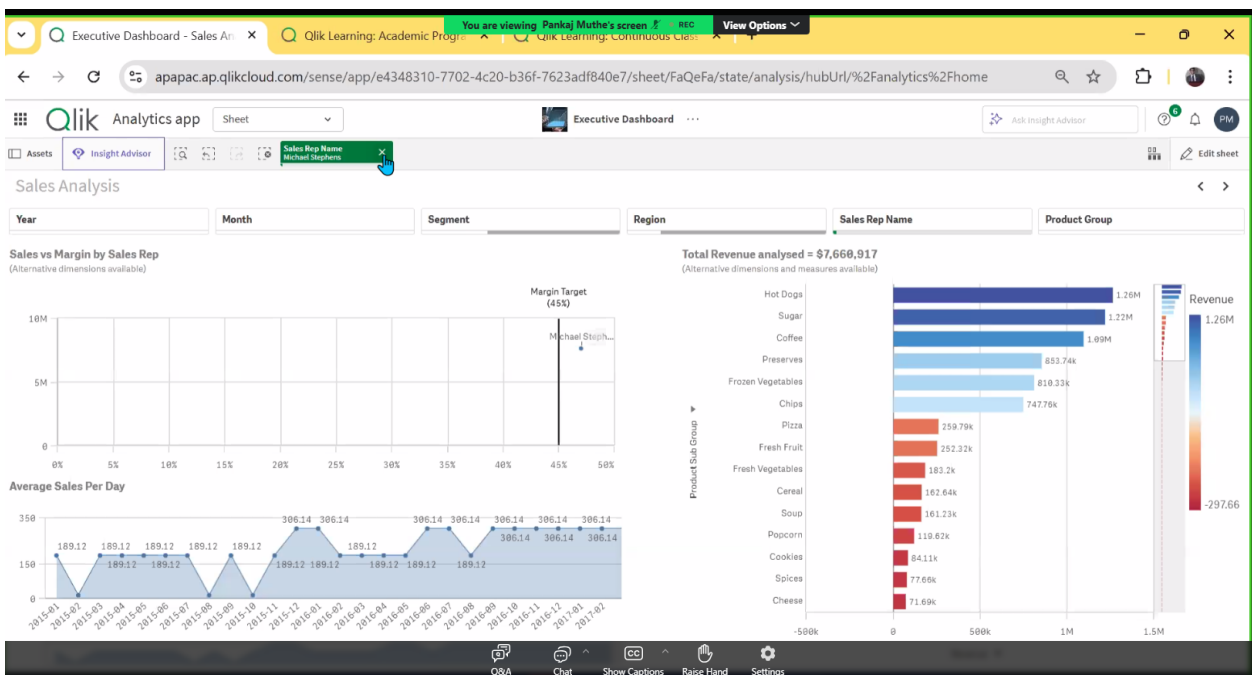 You are viewing Pankaj Muthe's screen REC View Options
Executive Dashboard - Sales An
Qlik Learning: Academic Progra
Qlik Learning: Continuous Class
apapac.ap.qlikcloud.com/sense/app/e4348310-7702-4c20-b36f-7623adf840e7/sheet/FaQeFa/state/analysis/hubUrl/%2Fanalytics%2Fhome
Qlik Analytics app Sheet Executive Dashboard ... Ask Insight Advisor 6 PM
Assets Insight Advisor Sales Rep Name Edit sheet
Michael Stephens
Sales Analysis
Year Month Segment Region Sales Rep Name Product Group
Sales vs Margin by Sales Rep
(Alternative dimensions available)
Margin Target
(45%)
Michael Steph...
10M
5M
0
0% 5% 10% 15% 20% 25% 30% 35% 40% 45% 50%
Average Sales Per Day
350
150
0
306.14 306.14 306.14 306.14 306.14 306.14 306.14
306.14 306.14 306.14
189.12 189.12 189.12 189.12 189.12 189.12
189.12 189.12 189.12 189.12 189.12 189.12 189.12
2015-01 2015-02 2015-03 2015-04 2015-05 2015-06 2015-07 2015-08 2015-09 2015-10 2015-11 2015-12 2016-01 2016-02 2016-03 2016-04 2016-05 2016-06 2016-07 2016-08 2016-09 2016-10 2016-11 2016-12 2017-01 2017-02
Total Revenue analysed = $7,660,917
(Alternative dimensions and measures available)
Product Sub Group
Hot Dogs 1.26M
Sugar 1.22M
Coffee 1.09M
Preserves 853.74k
Frozen Vegetables 810.33k
Chips 747.76k
Pizza 259.79k
Fresh Fruit 252.32k
Fresh Vegetables 183.2k
Cereal 162.64k
Soup 161.23k
Popcorn 119.62k
Cookies 84.11k
Spices 77.66k
Cheese 71.69k
-500k 0 500k 1M 1.5M
Revenue
1.26M
-297.66
Q&A Chat Show Captions Raise Hand Settings